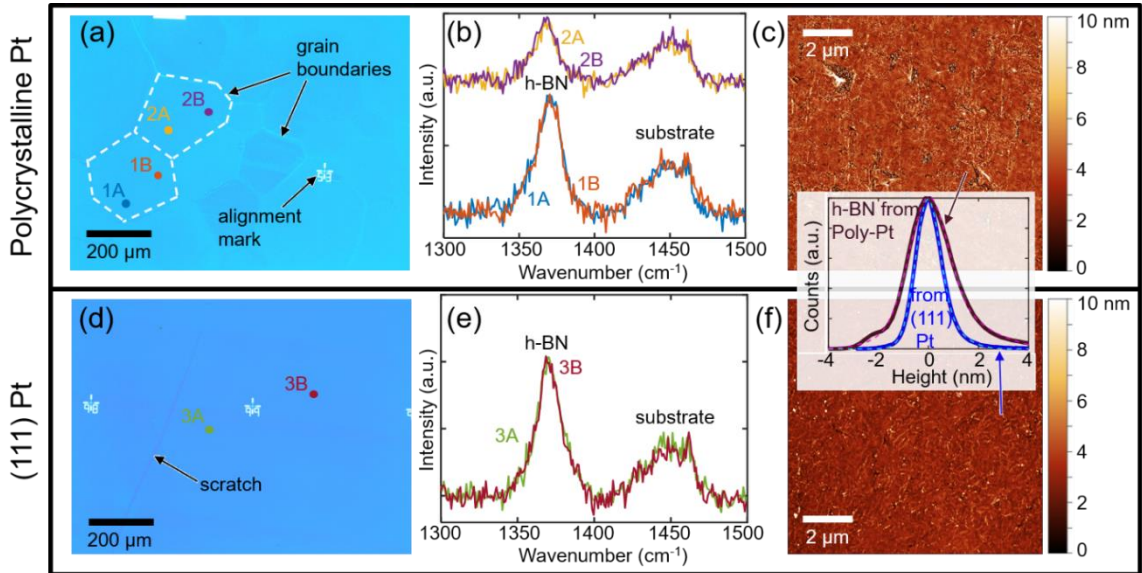 Polycrystalline Pt
(a)
grain
boundaries
2B
2A
1B
1A
alignment
mark
200 µm
(b)
2A
2B
h-BN
substrate
1B
1A
Intensity (a.u.)
1300 1350 1400 1450 1500
Wavenumber (cm⁻¹)
(c)
2 µm
10 nm
8
6
4
2
0
h-BN from
Poly-Pt
from
(111)
Pt
Counts (a.u.)
-4 -2 0 2 4
Height (nm)
(111) Pt
(d)
3B
3A
scratch
200 µm
(e)
h-BN
3B
3A
substrate
Intensity (a.u.)
1300 1350 1400 1450 1500
Wavenumber (cm⁻¹)
(f)
2 µm
10 nm
8
6
4
2
0